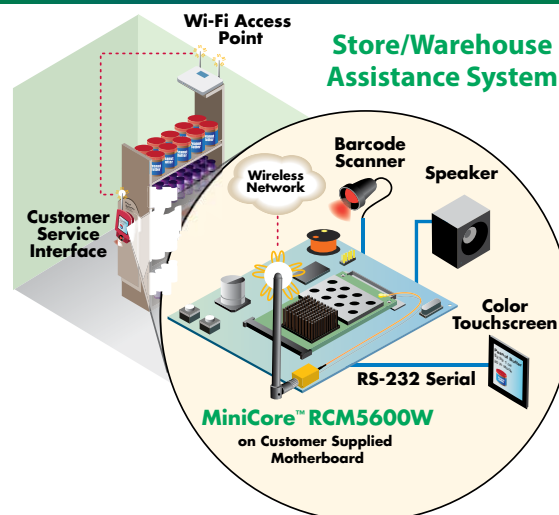 Wi-Fi Access
Point
Store/Warehouse
Assistance System
Barcode
Scanner
Speaker
Wireless
Network
Customer
Service
Interface
Color
Touchscreen
RS-232 Serial
MiniCore™ RCM5600W
on Customer Supplied
Motherboard